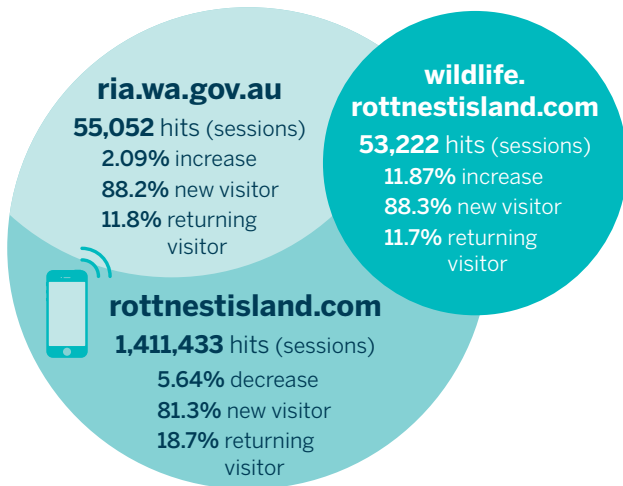 ria.wa.gov.au
55,052 hits (sessions)
2.09% increase
88.2% new visitor
11.8% returning
visitor
wildlife.
rottnestisland.com
53,222 hits (sessions)
11.87% increase
88.3% new visitor
11.7% returning
visitor
rottnestisland.com
1,411,433 hits (sessions)
5.64% decrease
81.3% new visitor
18.7% returning
visitor